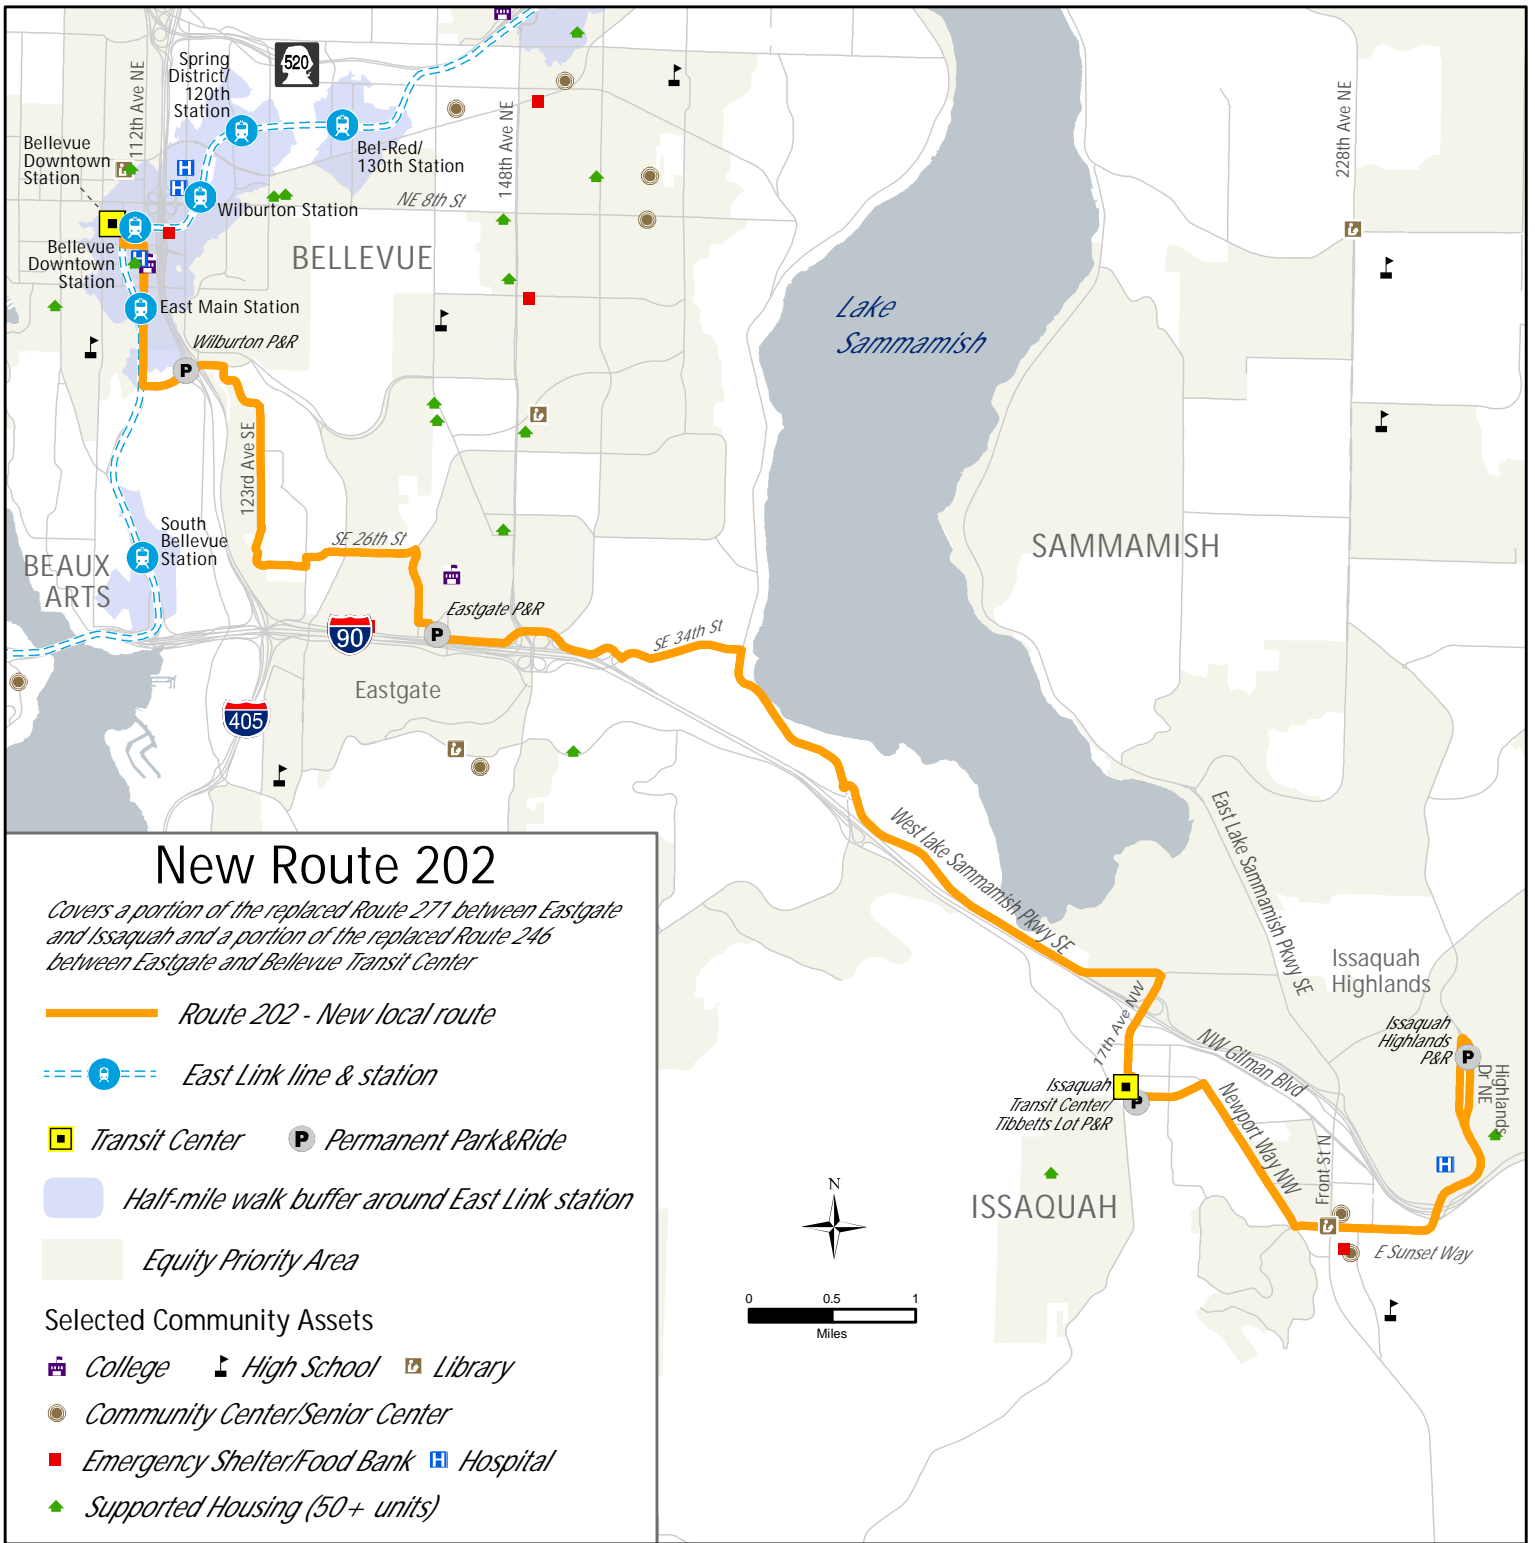 520
Spring
District/
120th
Station
112th Ave NE
Bellevue
Downtown
Station
Bel-Red/
130th Station
148th Ave NE
228th Ave NE
NE 8th St
Wilburton Station
BELLEVUE
Bellevue
Downtown
Station
East Main Station
Wilburton P&R
Lake
Sammamish
123rd Ave SE
SE 26th St
South
Bellevue
Station
BEAUX
ARTS
SAMMAMISH
Eastgate P&R
90
SE 34th St
Eastgate
405
West lake Sammamish Pkwy SE
East Lake Sammamish Pkwy SE
Issaquah
Highlands
17th Ave NW
NW Gilman Blvd
Issaquah
Highlands
P&R
P
Highlands
Dr NE
Issaquah
Transit Center/
Tibbetts Lot P&R
P
Newport Way NW
Front St N
ISSAQUAH
E Sunset Way
N
0 0.5 1
Miles
New Route 202
Covers a portion of the replaced Route 271 between Eastgate
and Issaquah and a portion of the replaced Route 246
between Eastgate and Bellevue Transit Center
Route 202 - New local route
East Link line & station
Transit Center
P Permanent Park&Ride
Half-mile walk buffer around East Link station
Equity Priority Area
Selected Community Assets
College High School Library
Community Center/Senior Center
Emergency Shelter/Food Bank H Hospital
Supported Housing (50+ units)